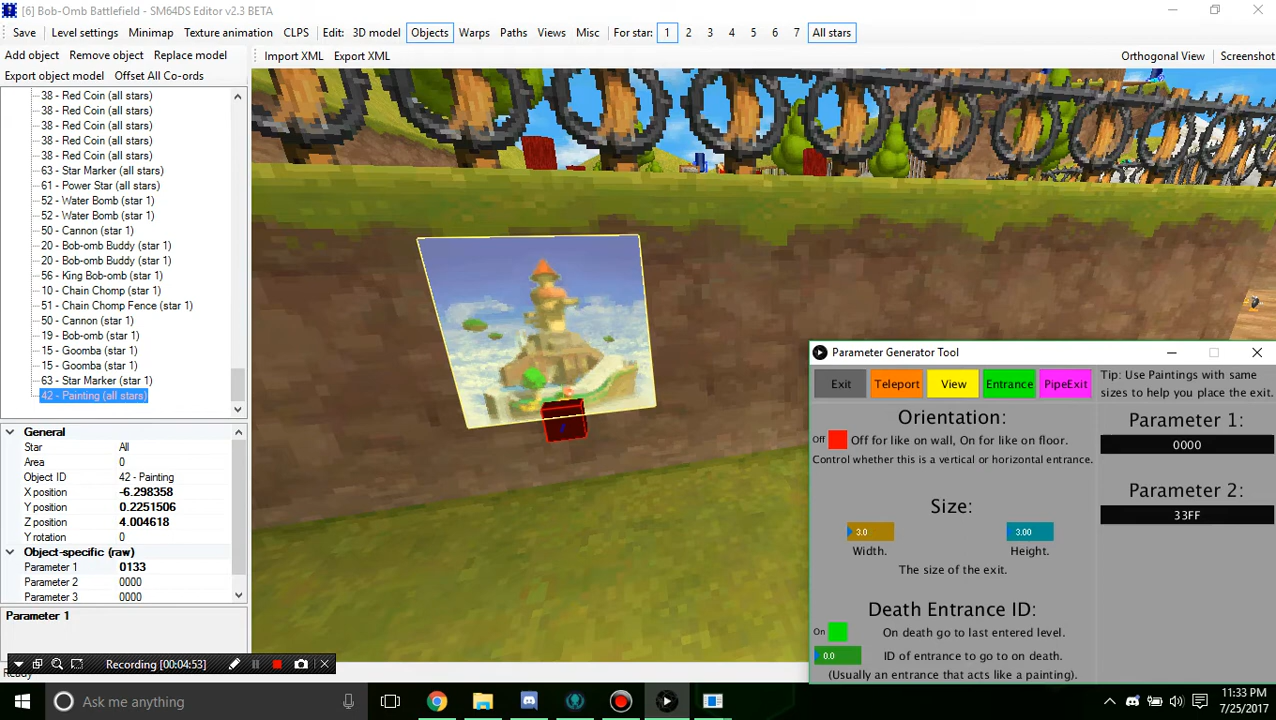 [6] Bob-Omb Battlefield - SM64DS Editor v2.3 BETA
Save Level settings Minimap Texture animation CLPS Edit: 3D model Objects Warps Paths Views Misc For star: 1 2 3 4 5 6 7 All stars
Add object Remove object Replace model Import XML Export XML Orthogonal View Screenshot
Export object model Offset All Co-ords
38 - Red Coin (all stars)
38 - Red Coin (all stars)
38 - Red Coin (all stars)
38 - Red Coin (all stars)
38 - Red Coin (all stars)
63 - Star Marker (all stars)
61 - Power Star (all stars)
52 - Water Bomb (star 1)
52 - Water Bomb (star 1)
50 - Cannon (star 1)
20 - Bob-omb Buddy (star 1)
20 - Bob-omb Buddy (star 1)
56 - King Bob-omb (star 1)
10 - Chain Chomp (star 1)
51 - Chain Chomp Fence (star 1)
50 - Cannon (star 1)
19 - Bob-omb (star 1)
15 - Goomba (star 1)
15 - Goomba (star 1)
63 - Star Marker (star 1)
42 - Painting (all stars)
General
Star All
Area 0
Object ID 42 - Painting
X position -6.298358
Y position 0.2251506
Z position 4.004618
Y rotation 0
Object-specific (raw)
Parameter 1 0133
Parameter 2 0000
Parameter 3 0000
Parameter 1
Parameter Generator Tool
Exit Teleport View Entrance PipeExit
Tip: Use Paintings with same
sizes to help you place the exit.
Orientation:
Off Off for like on wall, On for like on floor.
Control whether this is a vertical or horizontal entrance.
Size:
3.0 3.00
Width. Height.
The size of the exit.
Death Entrance ID:
On On death go to last entered level.
0.0 ID of entrance to go to on death.
(Usually an entrance that acts like a painting).
Parameter 1:
0000
Parameter 2:
33FF
Recording [00:04:53]
Ready
Ask me anything
11:33 PM
7/25/2017